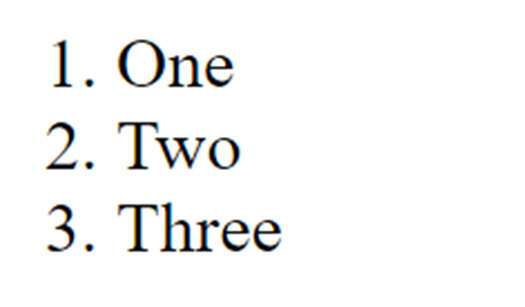 1. One
2. Two
3. Three